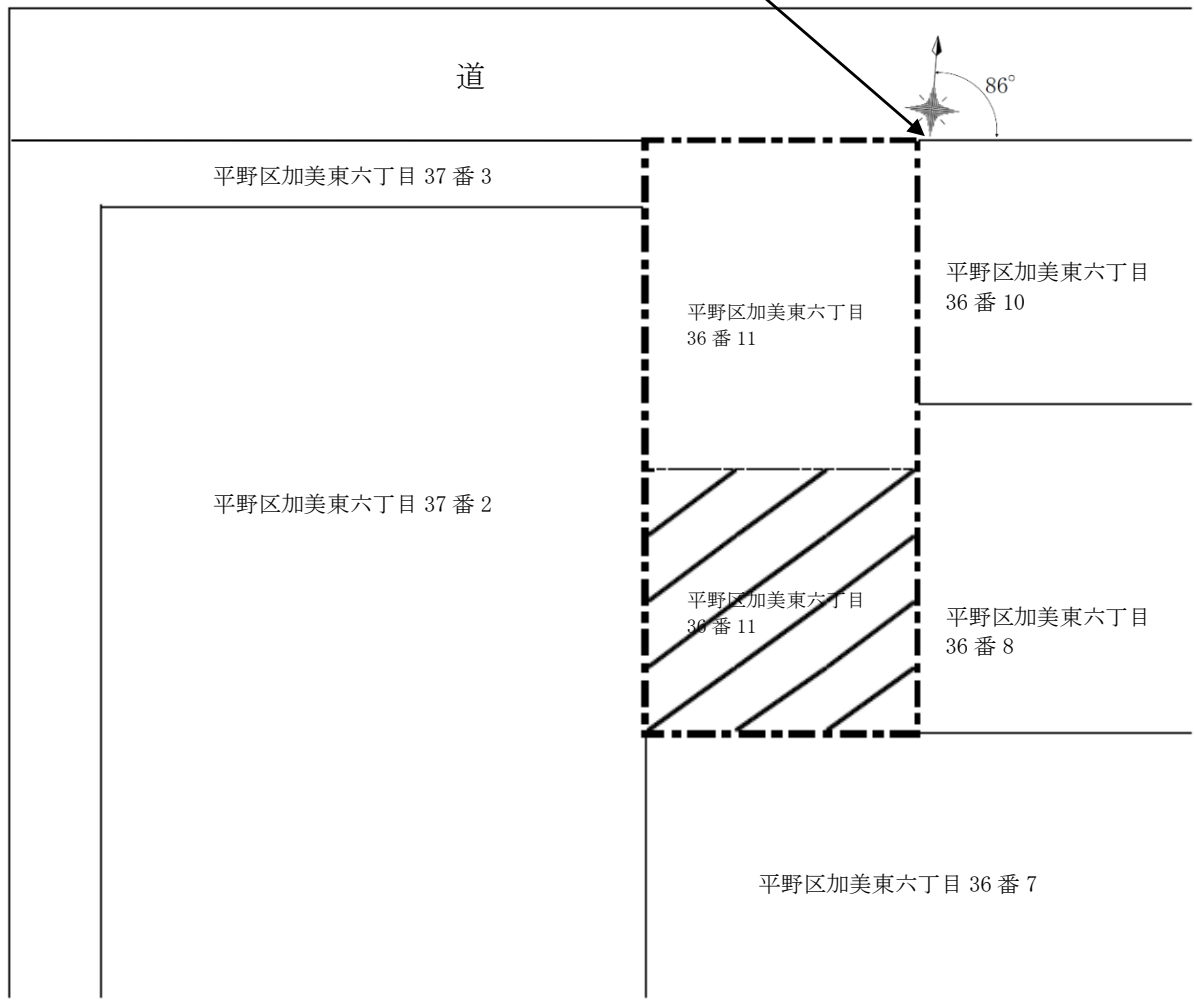 道
86°
平野区加美東六丁目 37 番 3
平野区加美東六丁目
36 番 10
平野区加美東六丁目
36 番 11
平野区加美東六丁目 37 番 2
平野区加美東六丁目
36 番 11
平野区加美東六丁目
36 番 8
平野区加美東六丁目 36 番 7